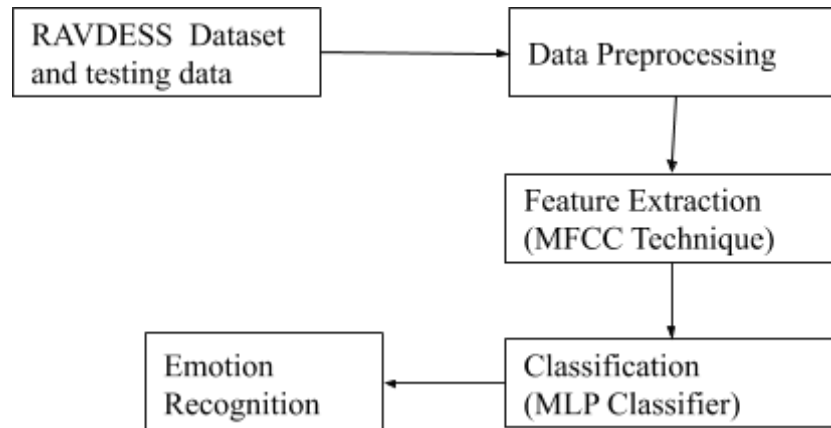 RAVDESS Dataset
and testing data
Data Preprocessing
Feature Extraction
(MFCC Technique)
Classification
(MLP Classifier)
Emotion
Recognition